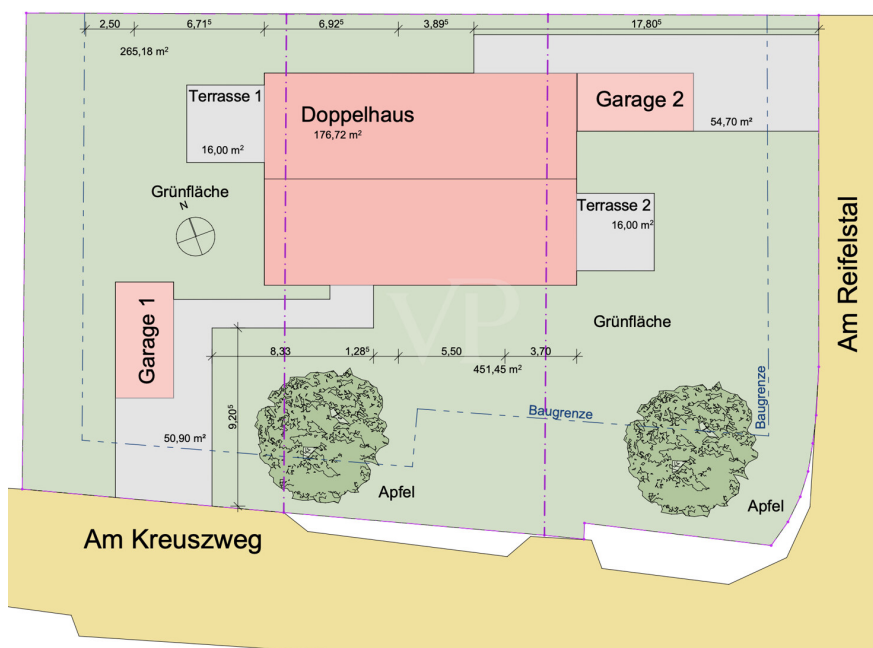 2,50 6,71⁵ 6,92⁵ 3,89⁵ 17,80⁵
265,18 m²
Terrasse 1
16,00 m²
Doppelhaus
176,72 m²
Garage 2
54,70 m²
Grünfläche
N
Terrasse 2
16,00 m²
Am Reifelstal
Garage 1
VP
Grünfläche
8,33 1,28⁵ 5,50 3,70
451,45 m²
9,20⁵
Baugrenze
Baugrenze
50,90 m²
Apfel
Apfel
Am Kreuszweg